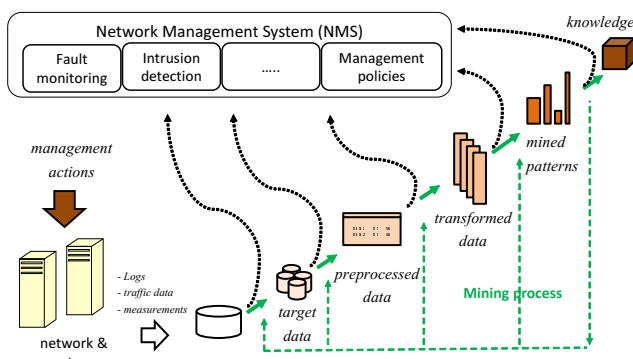 knowledge
Network Management System (NMS)
Fault
monitoring
Intrusion
detection
…..
Management
policies
management
actions
mined
patterns
transformed
data
preprocessed
data
target
data
Mining process
- Logs
- traffic data
- measurements
network &